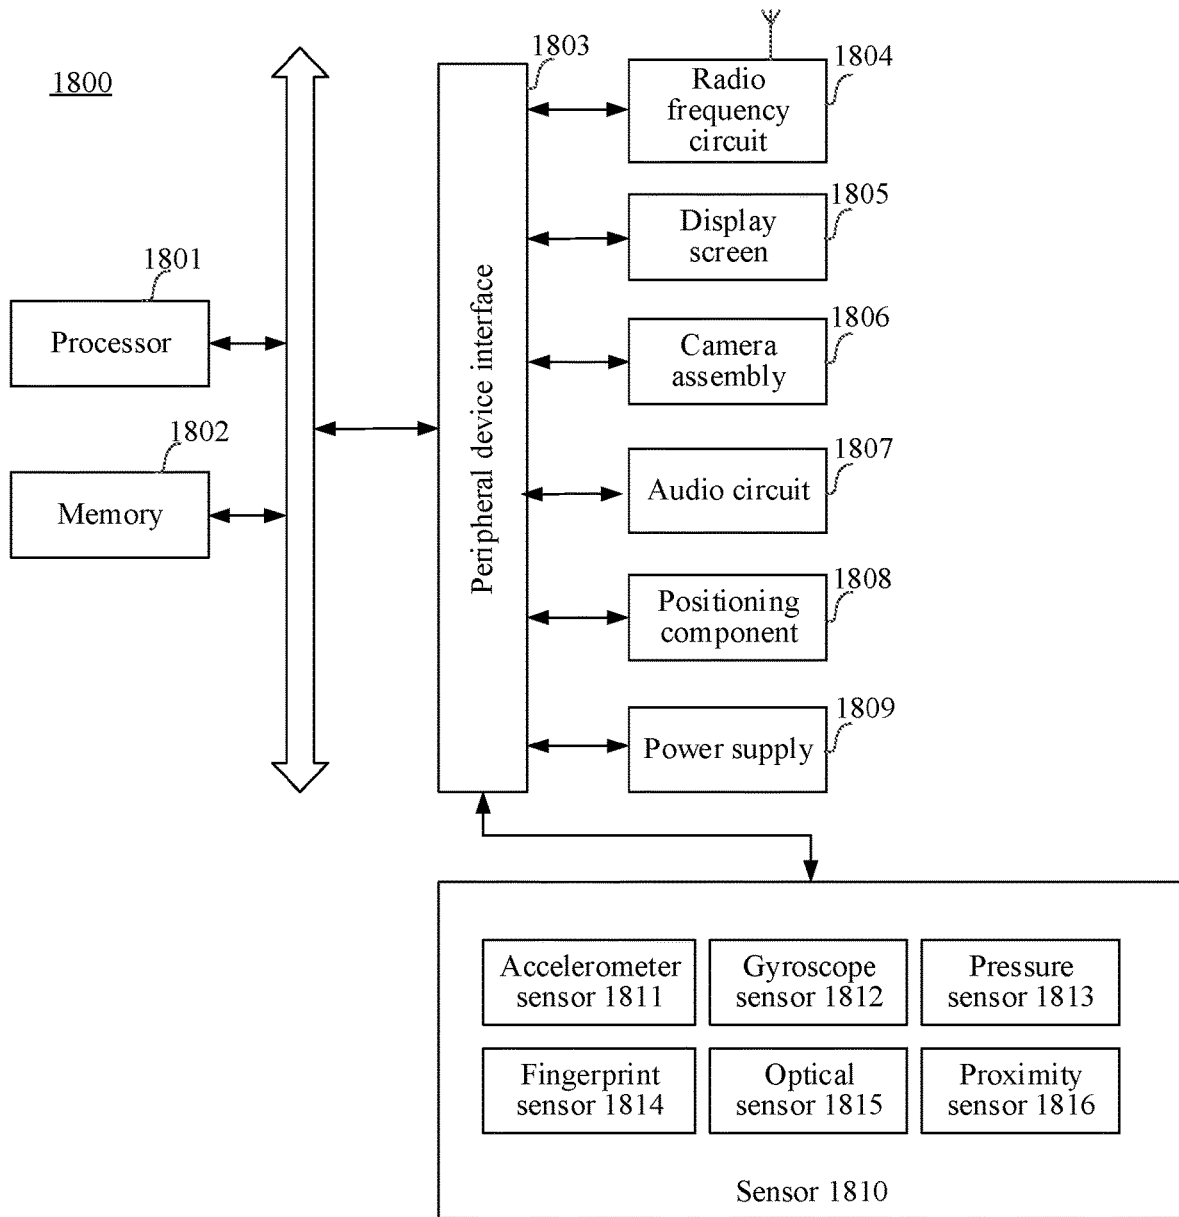 1800
1801
Processor
1802
Memory
1803
Peripheral device interface
1804
Radio
frequency
circuit
1805
Display
screen
1806
Camera
assembly
1807
Audio circuit
1808
Positioning
component
1809
Power supply
Accelerometer
sensor 1811
Gyroscope
sensor 1812
Pressure
sensor 1813
Fingerprint
sensor 1814
Optical
sensor 1815
Proximity
sensor 1816
Sensor 1810